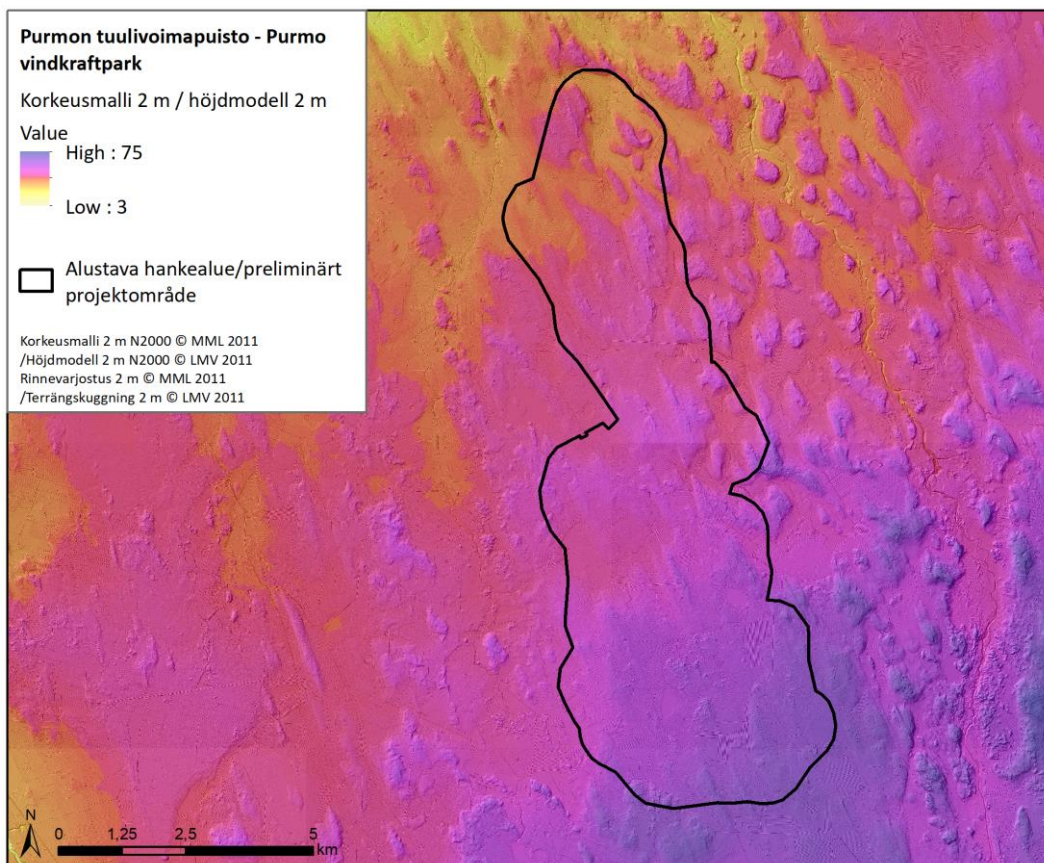 Purmon tuulivoimapuisto - Purmo
vindkraftpark
Korkeusmalli 2 m / höjdmodell 2 m
Value
High : 75
Low : 3
Alustava hankealue/preliminärt
projektområde
Korkeusmalli 2 m N2000 © MML 2011
/Höjdmodell 2 m N2000 © LMV 2011
Rinnevarjostus 2 m © MML 2011
/Terrängskuggning 2 m © LMV 2011
N
0 1,25 2,5 5
km